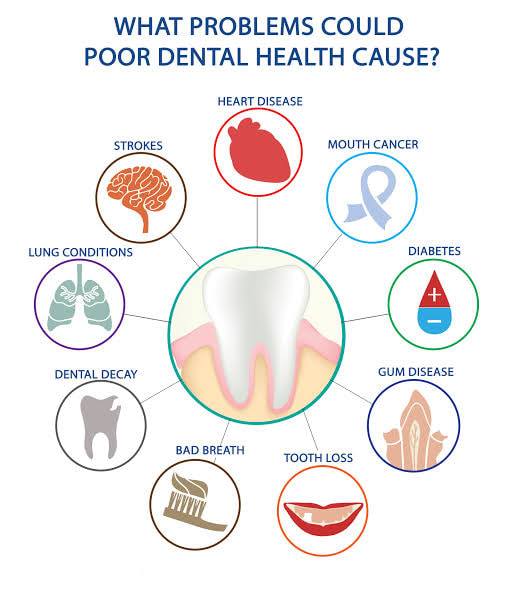 WHAT PROBLEMS COULD
POOR DENTAL HEALTH CAUSE?
HEART DISEASE
STROKES
MOUTH CANCER
LUNG CONDITIONS
DIABETES
DENTAL DECAY
GUM DISEASE
BAD BREATH
TOOTH LOSS